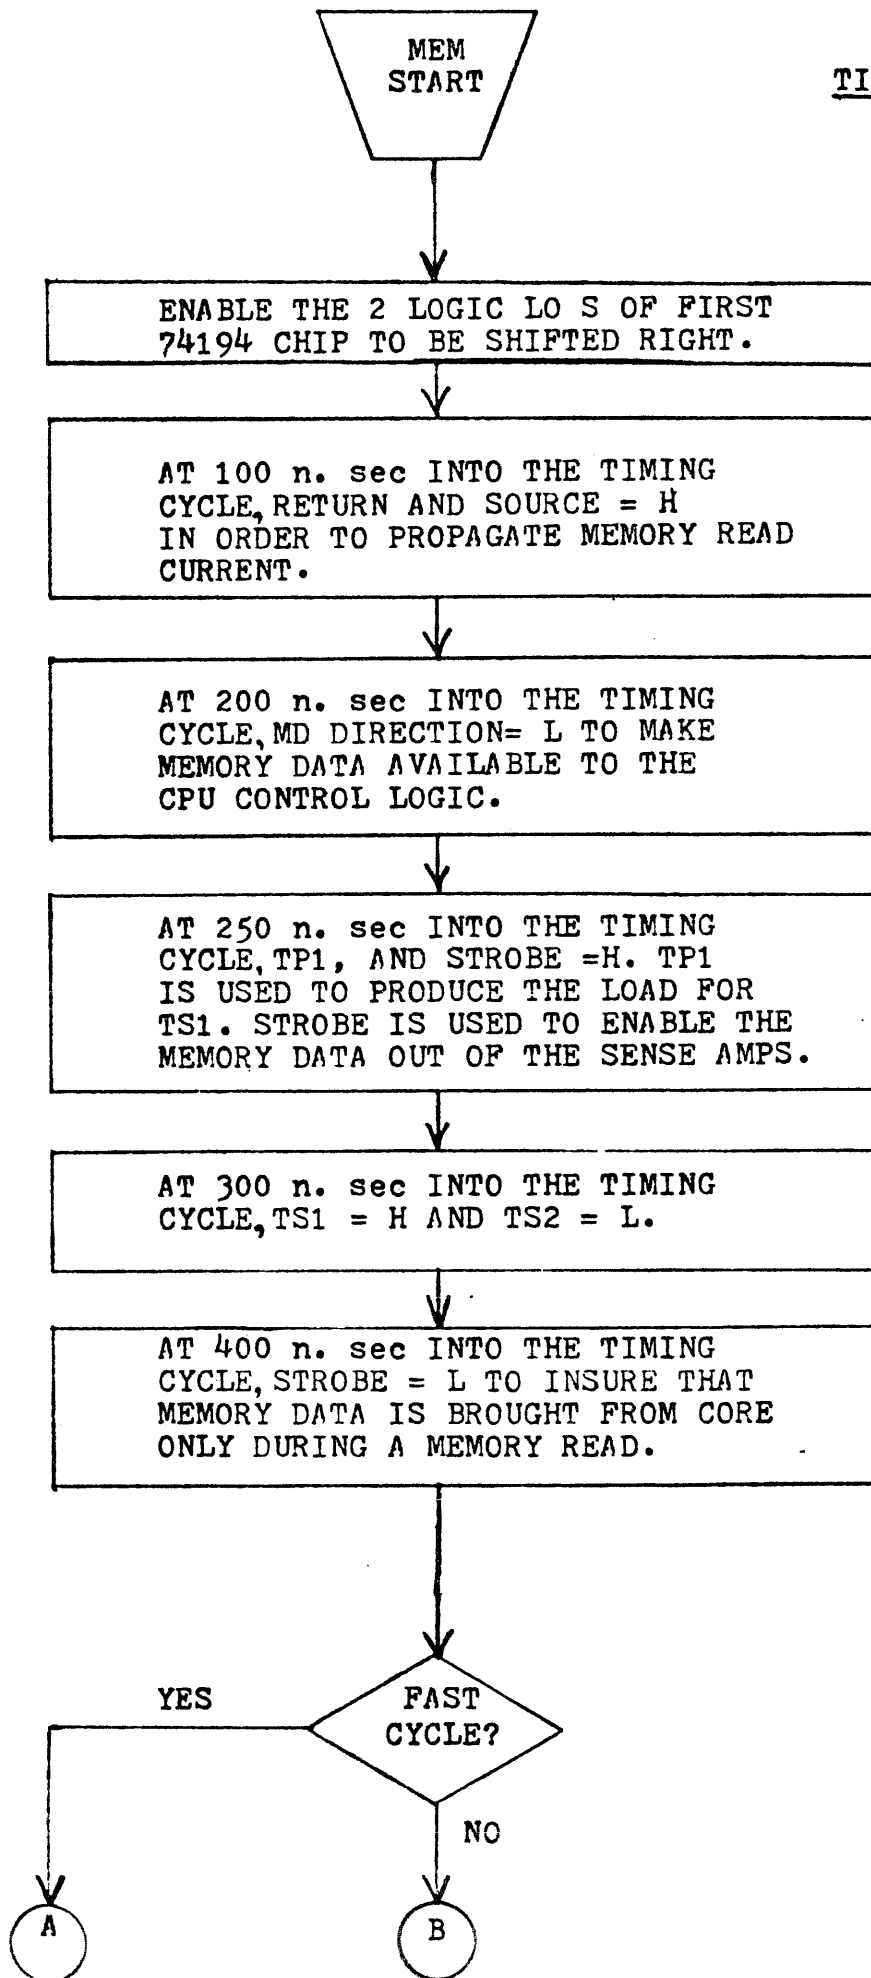 MEM
START
TI
ENABLE THE 2 LOGIC LO S OF FIRST
74194 CHIP TO BE SHIFTED RIGHT.
AT 100 n. sec INTO THE TIMING
CYCLE,RETURN AND SOURCE = H
IN ORDER TO PROPAGATE MEMORY READ
CURRENT.
AT 200 n. sec INTO THE TIMING
CYCLE,MD DIRECTION= L TO MAKE
MEMORY DATA AVAILABLE TO THE
CPU CONTROL LOGIC.
AT 250 n. sec INTO THE TIMING
CYCLE,TP1, AND STROBE =H. TP1
IS USED TO PRODUCE THE LOAD FOR
TS1. STROBE IS USED TO ENABLE THE
MEMORY DATA OUT OF THE SENSE AMPS.
AT 300 n. sec INTO THE TIMING
CYCLE,TS1 = H AND TS2 = L.
AT 400 n. sec INTO THE TIMING
CYCLE,STROBE = L TO INSURE THAT
MEMORY DATA IS BROUGHT FROM CORE
ONLY DURING A MEMORY READ.
YES
FAST
CYCLE?
NO
A
B